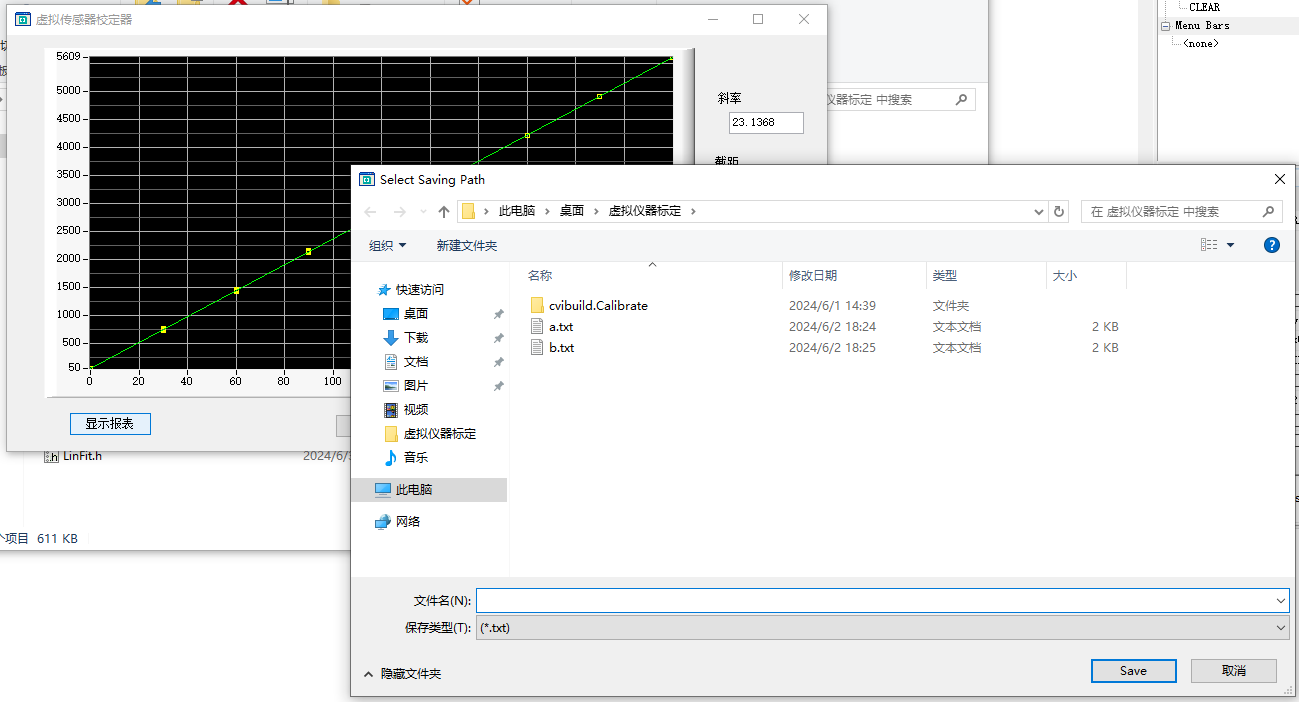 虚拟传感器校定器
CLEAR
Menu Bars
<none>
5609
5000
4500
4000
3500
3000
2500
2000
1500
1000
500
50
0 20 40 60 80 100
斜率
23.1368
截距
仪器标定 中搜索
显示报表
LinFit.h
2024/6/
个项目 611 KB
Select Saving Path
此电脑 › 桌面 › 虚拟仪器标定 ›
在 虚拟仪器标定 中搜索
组织 新建文件夹
快速访问
桌面
下载
文档
图片
视频
虚拟仪器标定
音乐
此电脑
网络
名称 修改日期 类型 大小
cvibuild.Calibrate 2024/6/1 14:39 文件夹
a.txt 2024/6/2 18:24 文本文档 2 KB
b.txt 2024/6/2 18:25 文本文档 2 KB
文件名(N):
保存类型(T): (*.txt)
隐藏文件夹
Save 取消